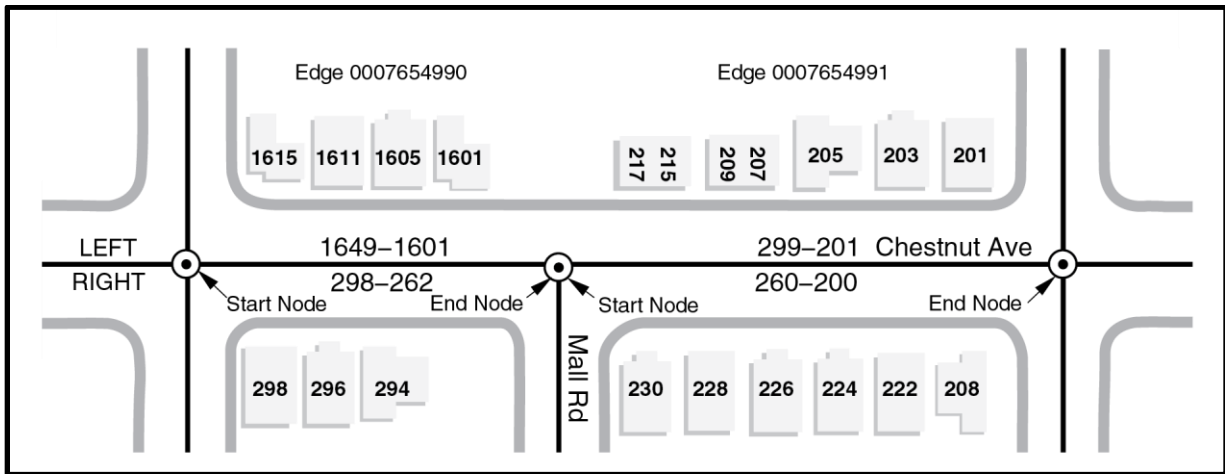 Edge 0007654990 Edge 0007654991
1615 1611 1605 1601 217 215 209 207 205 203 201
LEFT 1649–1601 299–201 Chestnut Ave
RIGHT 298–262 260–200
Start Node End Node Start Node End Node
Mall Rd
298 296 294 230 228 226 224 222 208